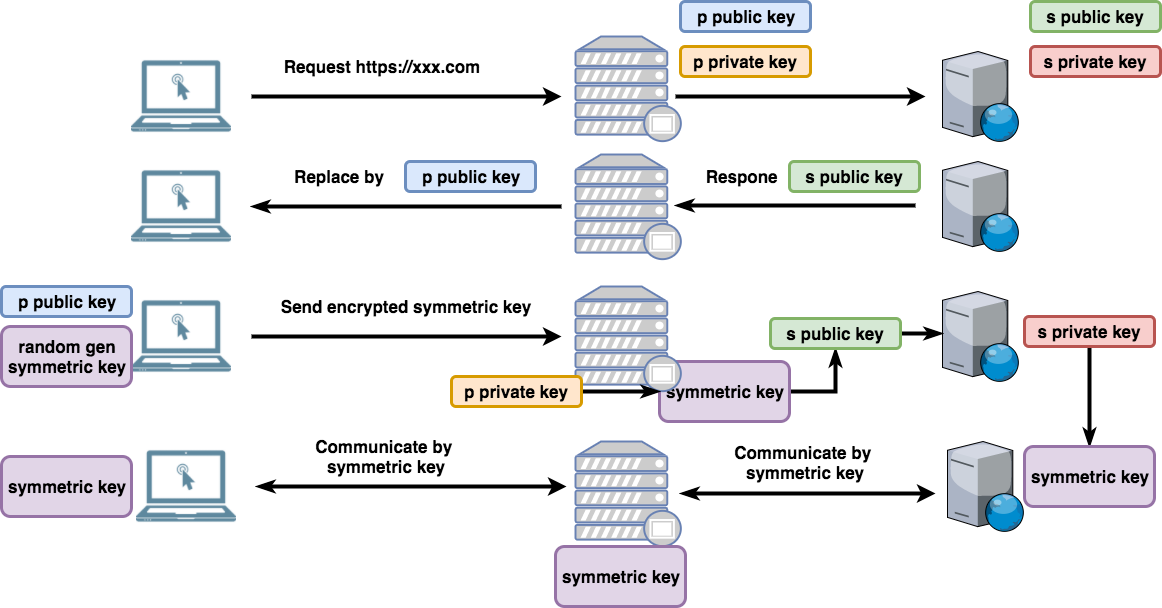 p public key
s public key
Request https://xxx.com
p private key
s private key
Replace by
p public key
Respone
s public key
p public key
Send encrypted symmetric key
random gen
symmetric key
s public key
s private key
p private key
symmetric key
Communicate by
symmetric key
Communicate by
symmetric key
symmetric key
symmetric key
symmetric key